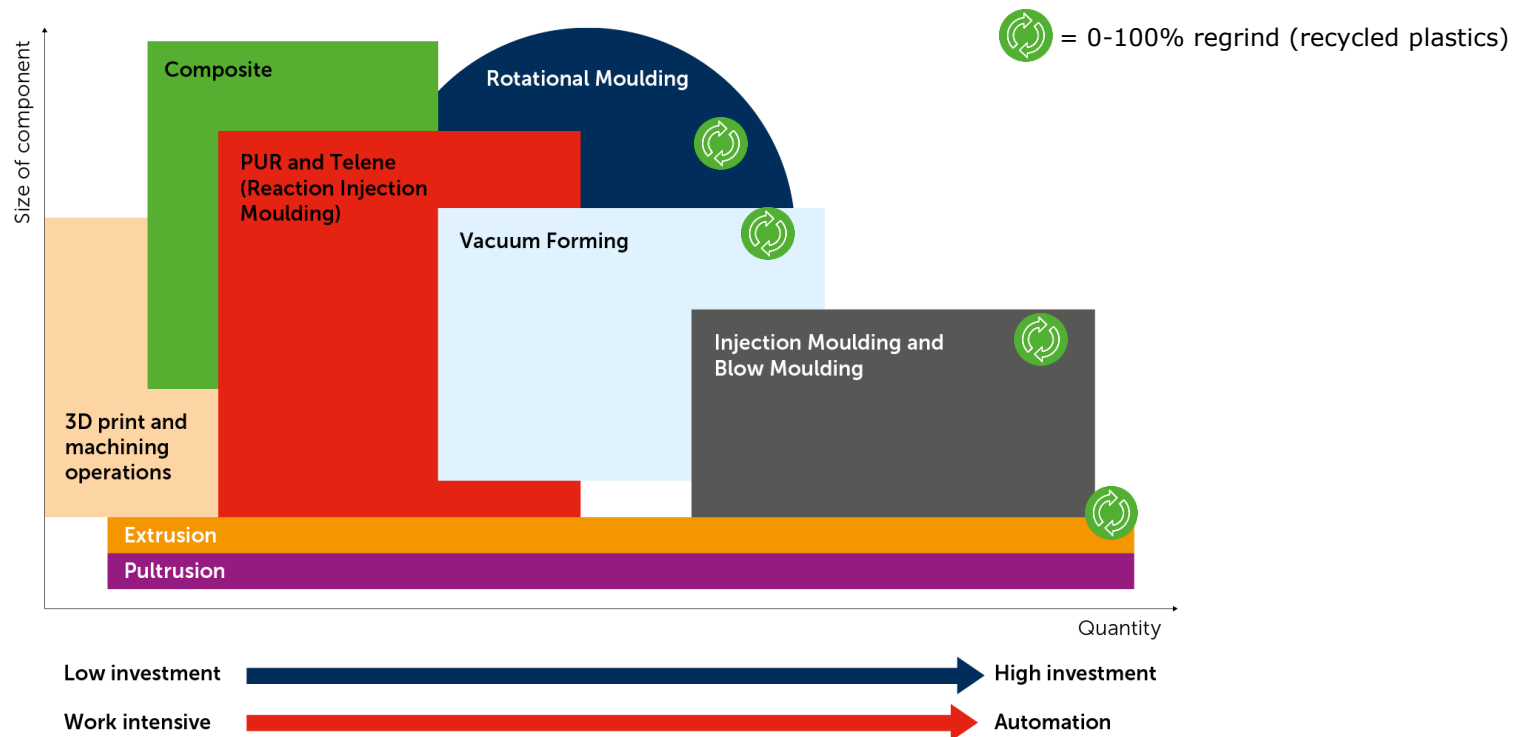 = 0-100% regrind (recycled plastics)
Size of component
Composite
Rotational Moulding
PUR and Telene
(Reaction Injection
Moulding)
Vacuum Forming
Injection Moulding and
Blow Moulding
3D print and
machining
operations
Extrusion
Pultrusion
Quantity
Low investment
High investment
Work intensive
Automation